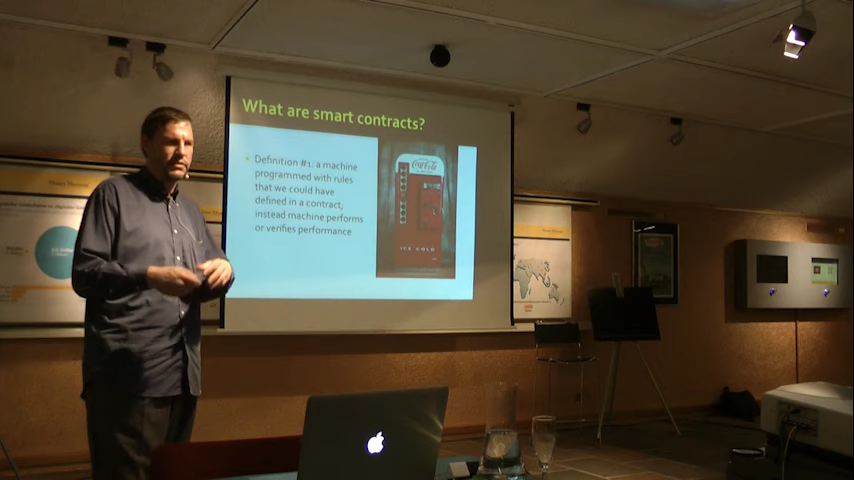 What are smart contracts?
Definition #1: a machine
programmed with rules
that we could have
defined in a contract;
instead machine performs
or verifies performance
Coca-Cola
ICE COLD